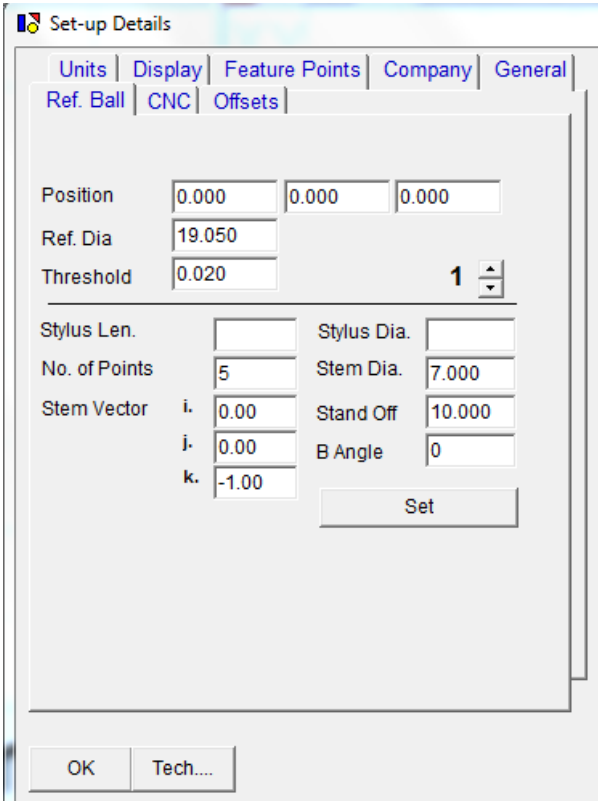 Set-up Details
Units Display Feature Points Company General
Ref. Ball CNC Offsets
Position 0.000 0.000 0.000
Ref. Dia 19.050
Threshold 0.020 1
Stylus Len. Stylus Dia.
No. of Points 5 Stem Dia. 7.000
Stem Vector i. 0.00 Stand Off 10.000
j. 0.00 B Angle 0
k. -1.00
Set
OK Tech....